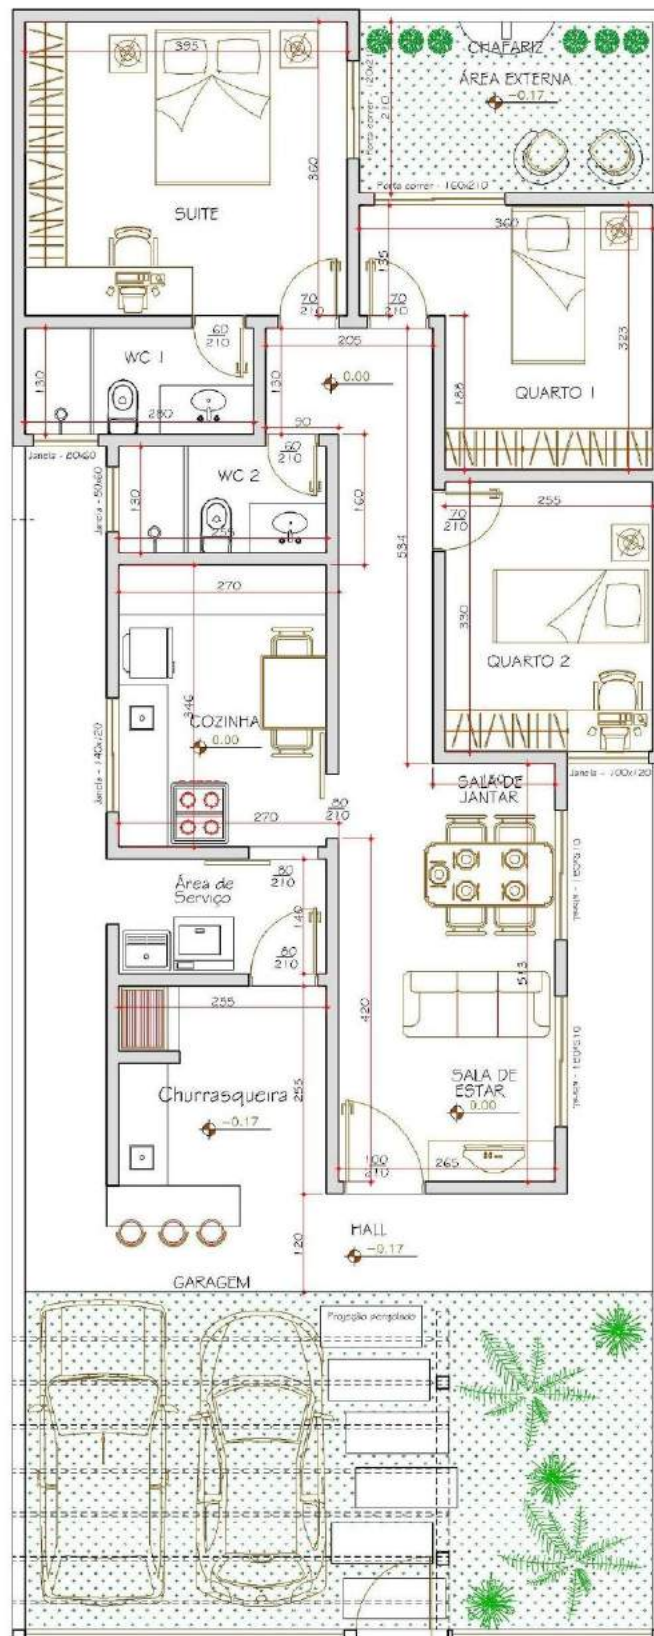 395
CHAFARIZ
ÁREA EXTERNA
-0.17
210
Porta correr - 160x210
360
SUITE
360
135
70
210
70
210
60
210
205
WC 1
130
280
130
0.00
90
188
323
QUARTO 1
Janela - 80x60
Janela - 80x60
WC 2
60
210
130
255
160
534
70
210
255
270
330
QUARTO 2
346
COZINHA
0.00
Janela - 140x120
270
80
210
Janela - 100x120
SALA DE
JANTAR
Área de
Serviço
80
210
140
80
210
513
420
255
255
Churrasqueira
-0.17
SALA DE
ESTAR
0.00
100
210
265
HALL
-0.17
120
GARAGEM
Projeção pergolado